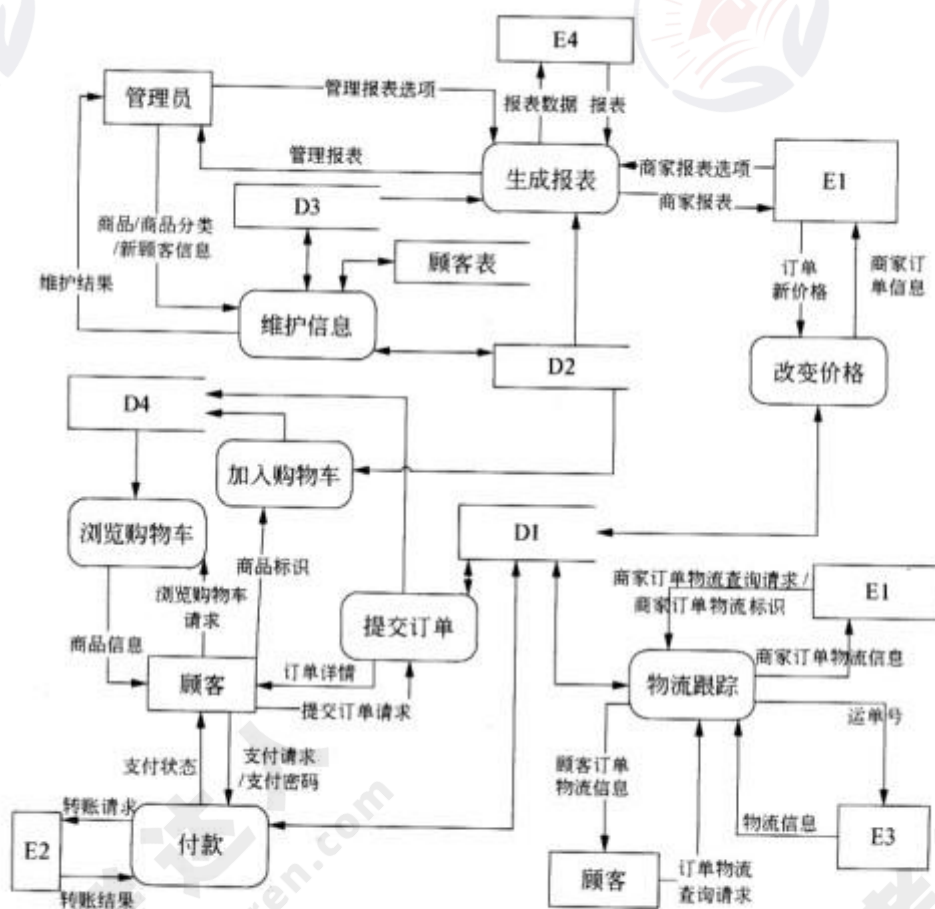 E4
管理员
管理报表选项
报表数据
报表
管理报表
生成报表
商家报表选项
商家报表
E1
D3
商品/商品分类
/新顾客信息
顾客表
维护结果
订单
新价格
商家订
单信息
维护信息
D2
改变价格
D4
加入购物车
浏览购物车
D1
商品标识
浏览购物车
请求
商家订单物流查询请求/
商家订单物流标识
E1
提交订单
商品信息
商家订单物流信息
顾客
订单详情
物流跟踪
提交订单请求
运单号
支付状态
支付请求
/支付密码
顾客订单
物流信息
转账请求
E2
付款
物流信息
E3
转账结果
顾客
订单物流
查询请求